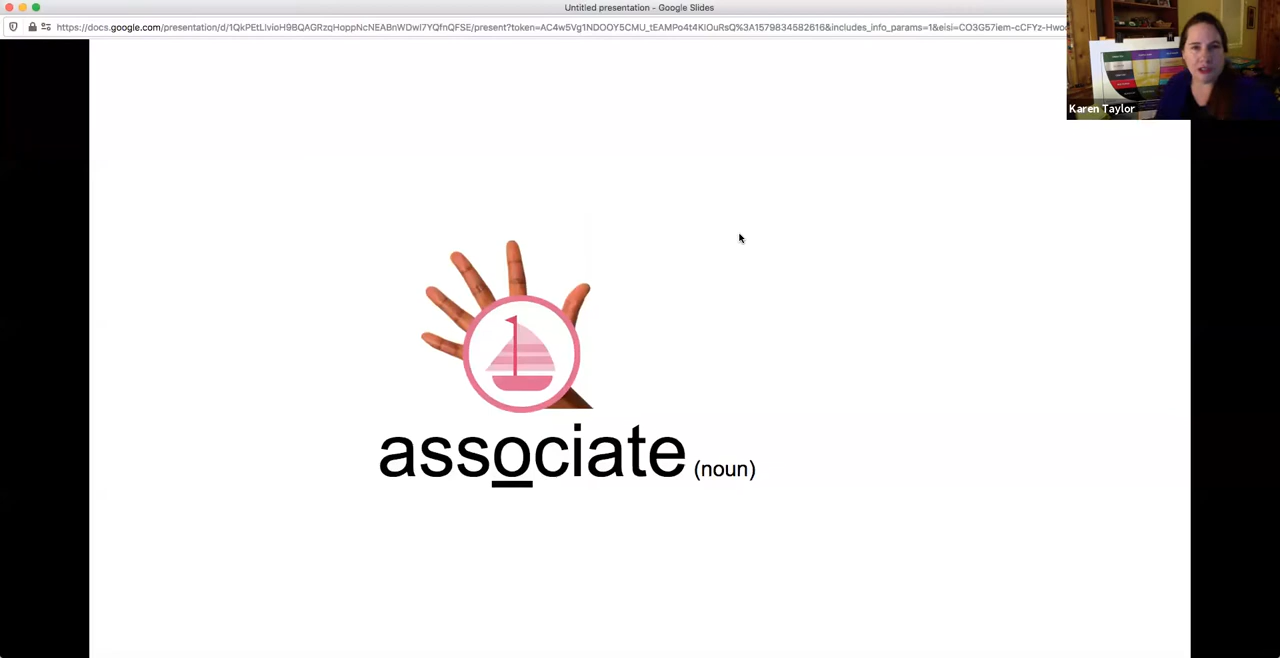 Untitled presentation - Google Slides
Karen Taylor
associate (noun)